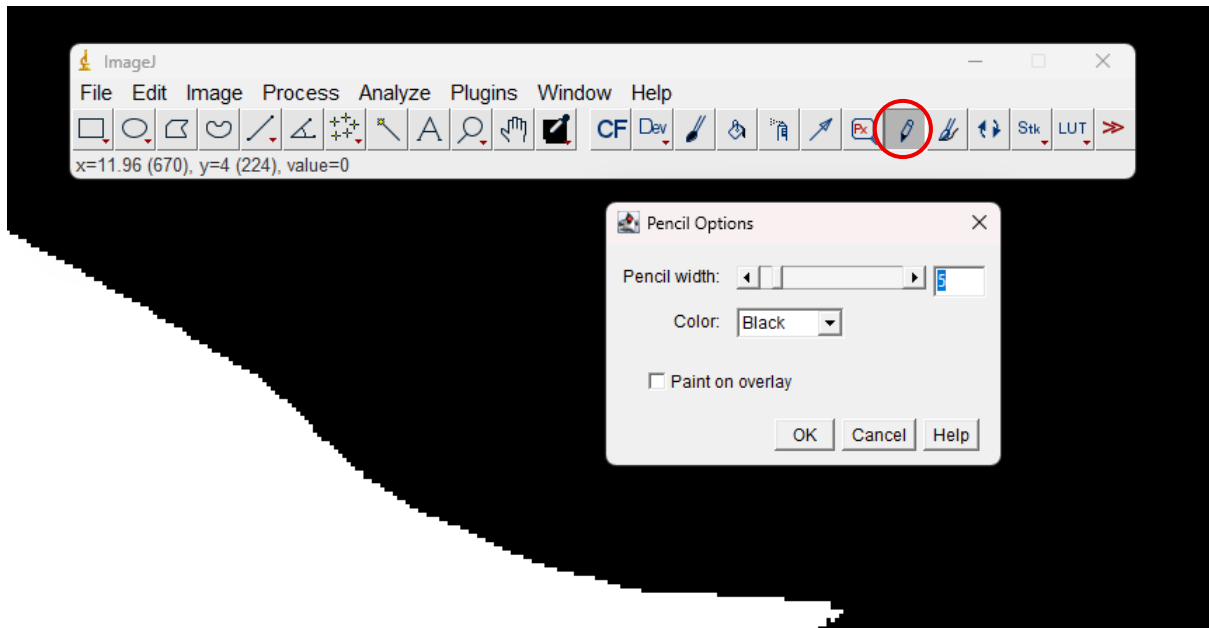 ImageJ
File Edit Image Process Analyze Plugins Window Help
A CF Dev Px Stk LUT >>
x=11.96 (670), y=4 (224), value=0
Pencil Options
Pencil width: 5
Color: Black
Paint on overlay
OK Cancel Help